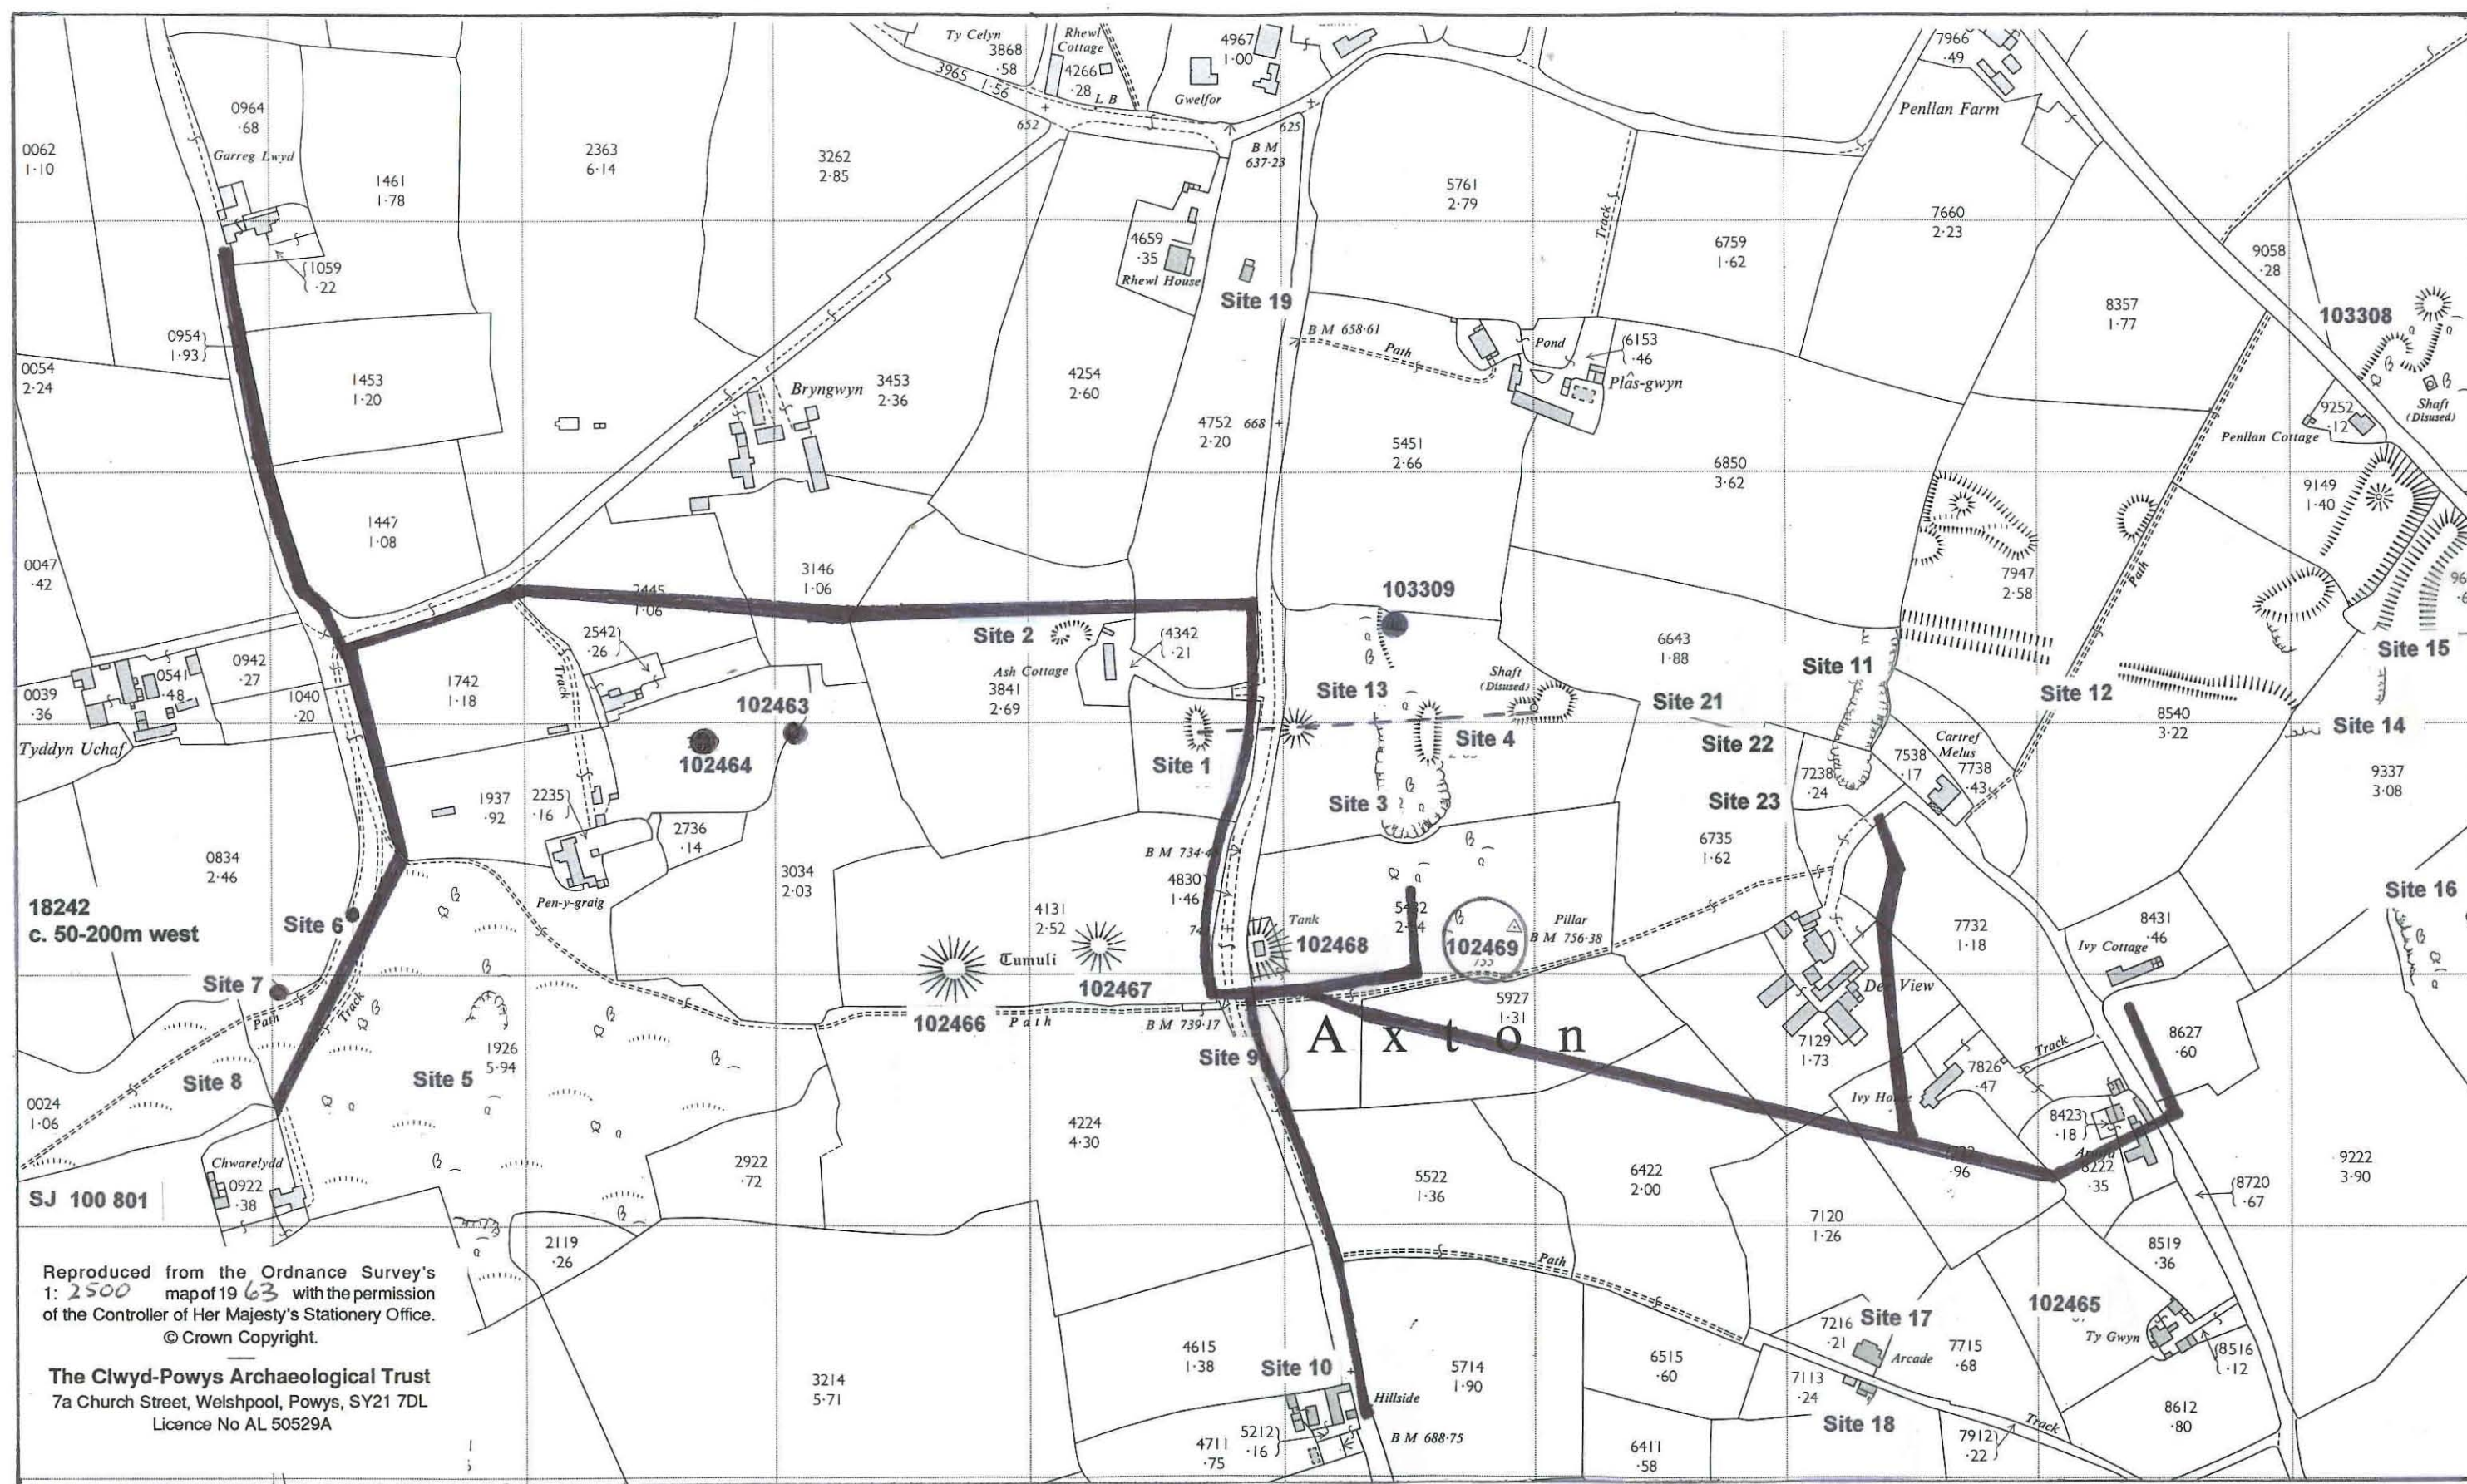 Ty Celyn
3868
·58
3965
1·56
Rhewl
Cottage
4266
·28
L B
4967
1·00
Gwelfor
652
625
B M
637·23
7966
·49
Penllan Farm
0964
·68
Garreg Lwyd
0062
1·10
1461
1·78
2363
6·14
3262
2·85
5761
2·79
Track
6759
1·62
7660
2·23
9058
·28
4659
·35
Rhewl House
Site 19
1059
·22
0954
1·93
0054
2·24
1453
1·20
Bryngwyn
3453
2·36
4254
2·60
B M 658·61
Path
Pond
6153
·46
Plâs-gwyn
8357
1·77
103308
Shaft
(Disused)
9252
·12
Penllan Cottage
4752
2·20
668
5451
2·66
6850
3·62
9149
1·40
1447
1·08
0047
·42
3146
1·06
2445
1·06
103309
7947
2·58
Path
Site 2
4342
·21
Ash Cottage
3841
2·69
2542
·26
Track
0541
·48
0942
·27
0039
·36
1040
·20
1742
1·18
Tyddyn Uchaf
102463
102464
Site 13
Shaft
(Disused)
6643
1·88
Site 11
Site 21
Site 12
Site 15
Site 14
8540
3·22
Site 1
Site 4
Site 22
Cartref
Melus
7538
·17
7738
·43
7238
·24
9337
3·08
Site 3
Site 23
1937
·92
2235
·16
2736
·14
6735
1·62
0834
2·46
3034
2·03
Pen-y-graig
4830
1·46
18242
c. 50-200m west
Site 6
4131
2·52
Tumuli
102467
102466
Path
B M 739·17
Tank
102468
102469
Pillar
B M 756·38
7732
1·18
8431
·46
Ivy Cottage
Site 16
Site 7
Path
Track
5927
1·31
Axton
Site 9
7129
1·73
8627
·60
1926
5·94
Site 5
Site 8
0024
1·06
Track
7826
·47
8423
·18
4224
4·30
Chwarelydd
0922
·38
SJ 100 801
2922
·72
5522
1·36
6422
2·00
·96
8222
·35
8720
·67
9222
3·90
7120
1·26
2119
·26
Path
8519
·36
Reproduced from the Ordnance Survey's
1: 2500 map of 19 63 with the permission
of the Controller of Her Majesty's Stationery Office.
© Crown Copyright.
The Clwyd-Powys Archaeological Trust
7a Church Street, Welshpool, Powys, SY21 7DL
Licence No AL 50529A
102465
Ty Gwyn
8516
·12
Site 17
7216
·21
Arcade
7715
·68
4615
1·38
Site 10
5714
1·90
Hillside
6515
·60
7113
·24
Site 18
3214
5·71
8612
·80
Track
7912
·22
4711
·75
5212
·16
B M 688·75
6411
·58